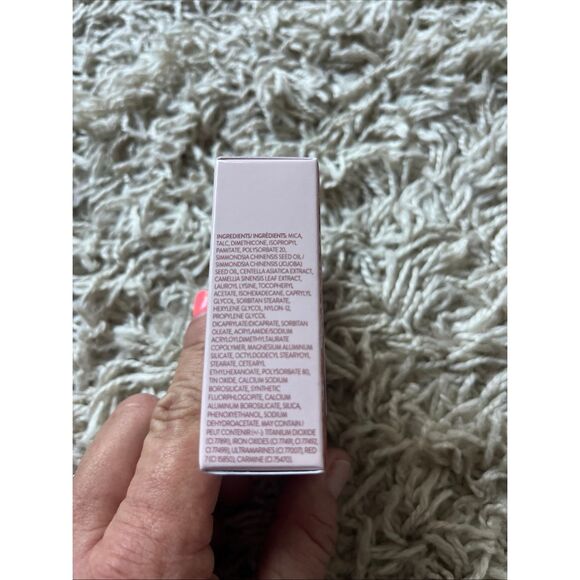 INGREDIENTS/ INGRÉDIENTS: MICA,
TALC, DIMETHICONE, ISOPROPYL
PAMITATE, POLYSORBATE 20,
SIMMONDSIA CHINENSIS SEED OIL /
SIMMONDSIA CHINENSIS (JOJOBA)
SEED OIL, CENTELLA ASIATICA EXTRACT,
CAMELLIA SINENSIS LEAF EXTRACT,
LAUROYL LYSINE, TOCOPHERYL
ACETATE, ISOHEXADECANE, CAPRYLYL
GLYCOL, SORBITAN STEARATE,
HEXYLENE GLYCOL, NYLON-12,
PROPYLENE GLYCOL
DICAPRYLATE/DICAPRATE, SORBITAN
OLEATE, ACRYLAMIDE/SODIUM
ACRYLOYLDIMETHYLTAURATE
COPOLYMER, MAGNESIUM ALUMINUM
SILICATE, OCTYLDODECYL STEAROYOYL
STEARATE, CETEARYL
ETHYLHEXANOATE, POLYSORBATE 80,
TIN OXIDE, CALCIUM SODIUM
BOROSILICATE, SYNTHETIC
FLUORPHLOGOPITE, CALCIUM
ALUMINUM BOROSILICATE, SILICA,
PHENOXYETHANOL, SODIUM
DEHYDROACETATE, MAY CONTAIN /
PEUT CONTENIR (+/-): TITANIUM DIOXIDE
(CI 77891), IRON OXIDES (CI 77491, CI 77492,
CI 77499), ULTRAMARINES (CI 77007), RED
7 (CI 15850), CARMINE (CI 75470).